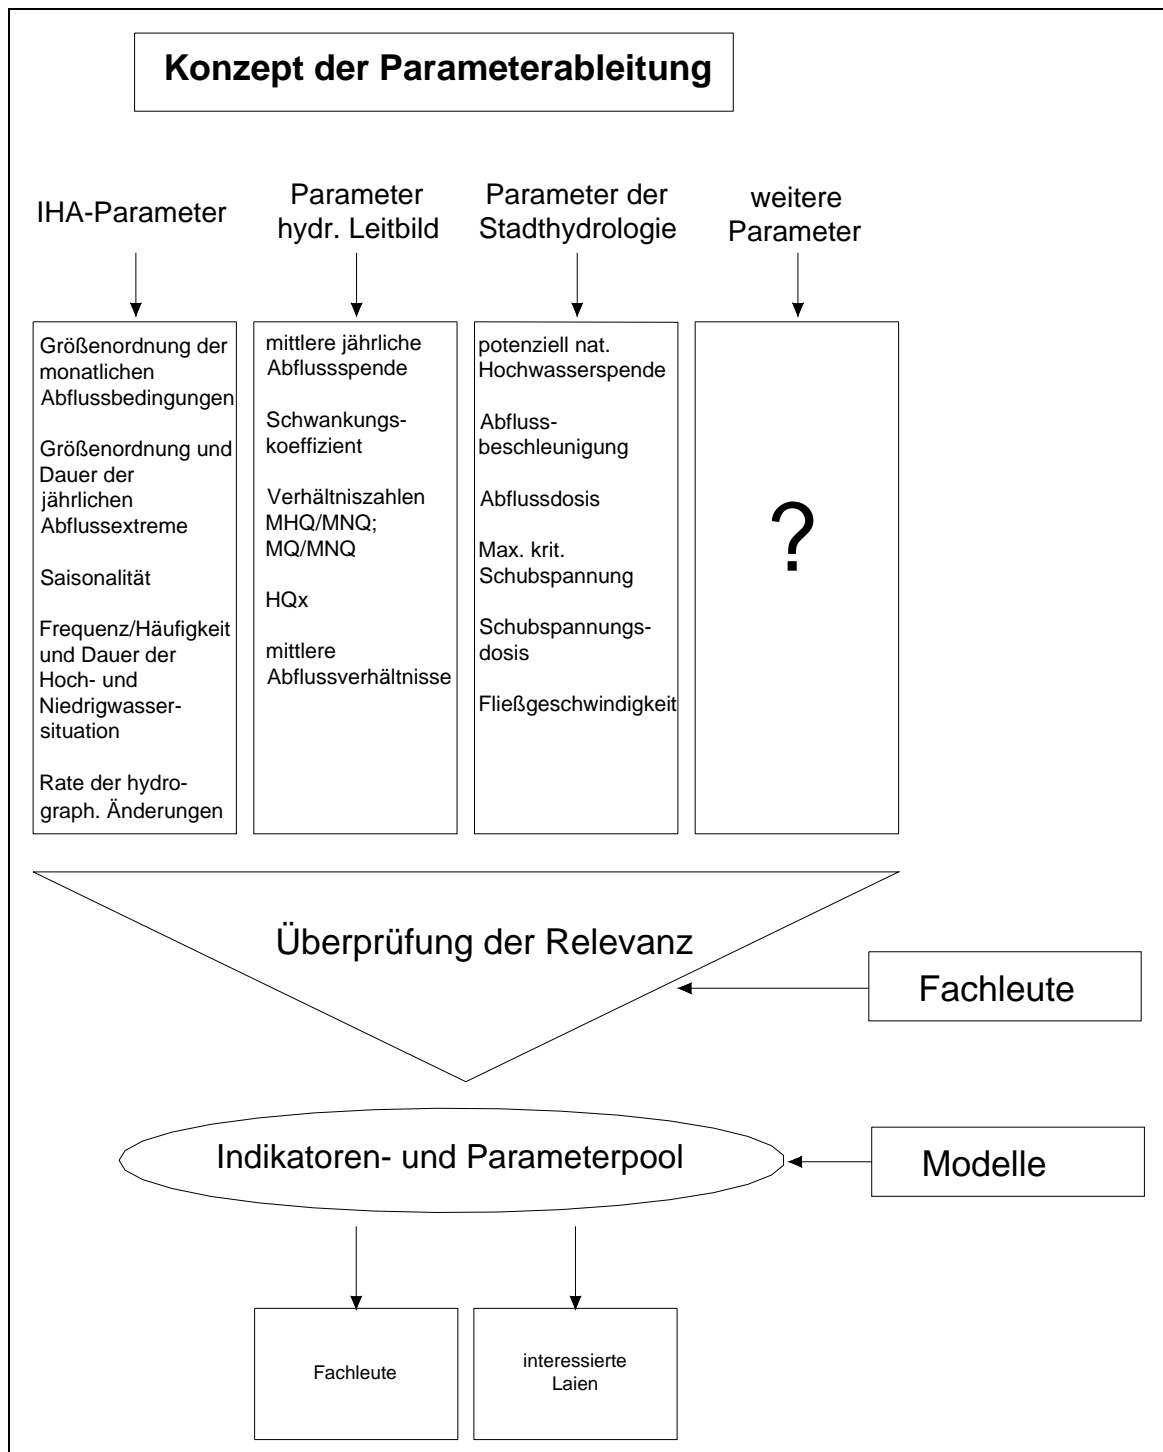 Konzept der Parameterableitung
IHA-Parameter
Parameter
hydr. Leitbild
Parameter der
Stadthydrologie
weitere
Parameter
Größenordnung der
monatlichen
Abflussbedingungen
Größenordnung und
Dauer der
jährlichen
Abflussextreme
Saisonalität
Frequenz/Häufigkeit
und Dauer der
Hoch- und
Niedrigwasser-
situation
Rate der hydro-
graph. Änderungen
mittlere jährliche
Abflussspende
Schwankungs-
koeffizient
Verhältniszahlen
MHQ/MNQ;
MQ/MNQ
HQx
mittlere
Abflussverhältnisse
potenziell nat.
Hochwasserspende
Abfluss-
beschleunigung
Abflussdosis
Max. krit.
Schubspannung
Schubspannungs-
dosis
Fließgeschwindigkeit
?
Überprüfung der Relevanz
Fachleute
Indikatoren- und Parameterpool
Modelle
Fachleute
interessierte
Laien